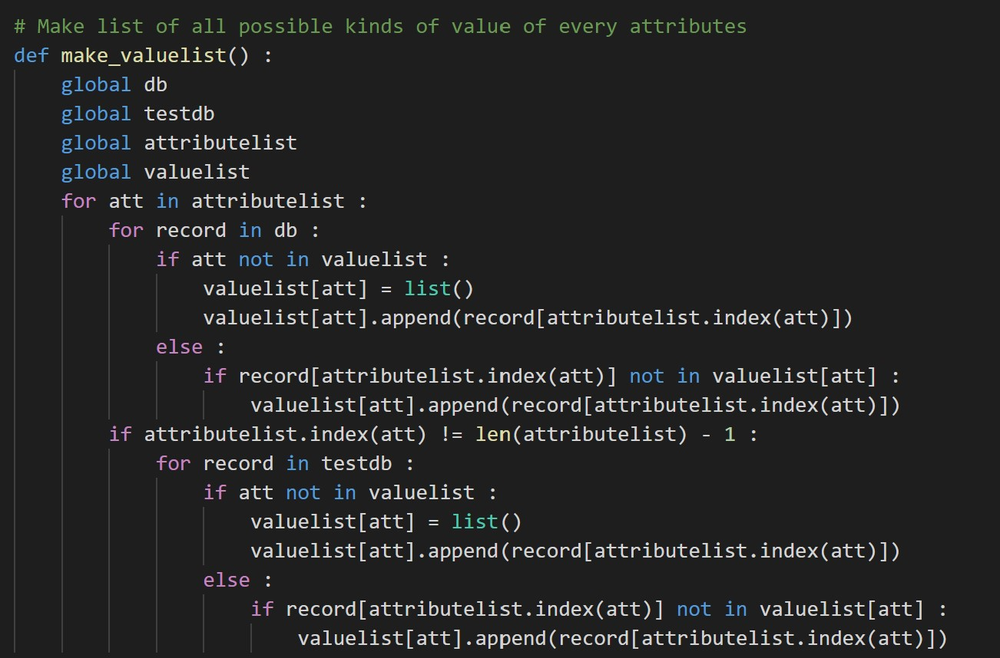 # Make list of all possible kinds of value of every attributes
def make_valuelist() :
    global db
    global testdb
    global attributelist
    global valuelist
    for att in attributelist :
        for record in db :
            if att not in valuelist :
                valuelist[att] = list()
                valuelist[att].append(record[attributelist.index(att)])
            else :
                if record[attributelist.index(att)] not in valuelist[att] :
                    valuelist[att].append(record[attributelist.index(att)])
        if attributelist.index(att) != len(attributelist) - 1 :
            for record in testdb :
                if att not in valuelist :
                    valuelist[att] = list()
                    valuelist[att].append(record[attributelist.index(att)])
                else :
                    if record[attributelist.index(att)] not in valuelist[att] :
                        valuelist[att].append(record[attributelist.index(att)])